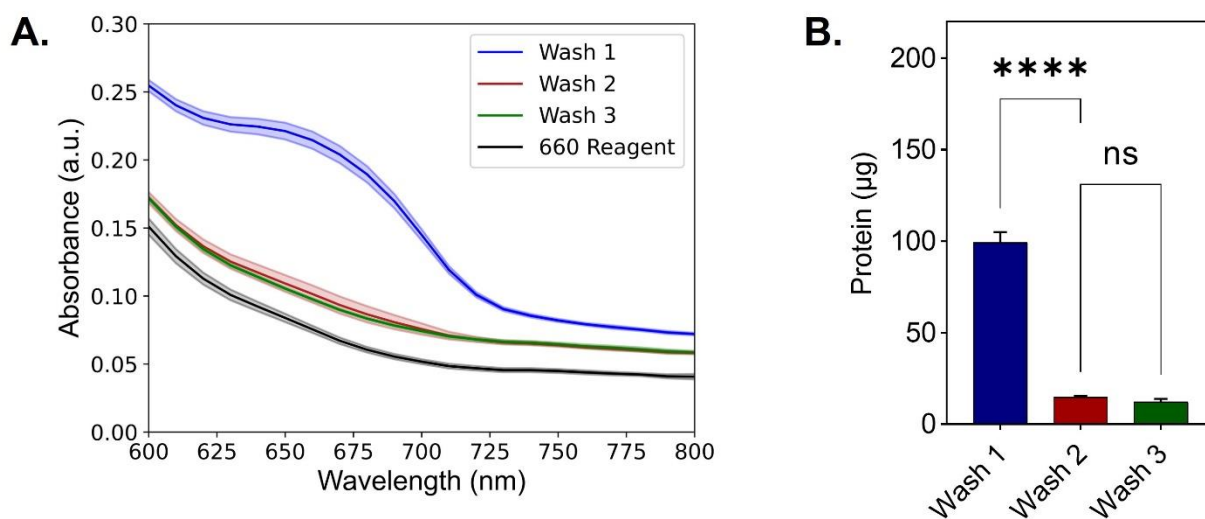 A.
0.30
0.25
0.20
0.15
0.10
0.05
0.00
Absorbance (a.u.)
600 625 650 675 700 725 750 775 800
Wavelength (nm)
Wash 1
Wash 2
Wash 3
660 Reagent
B.
200
150
100
50
0
Protein (µg)
****
ns
Wash 1
Wash 2
Wash 3